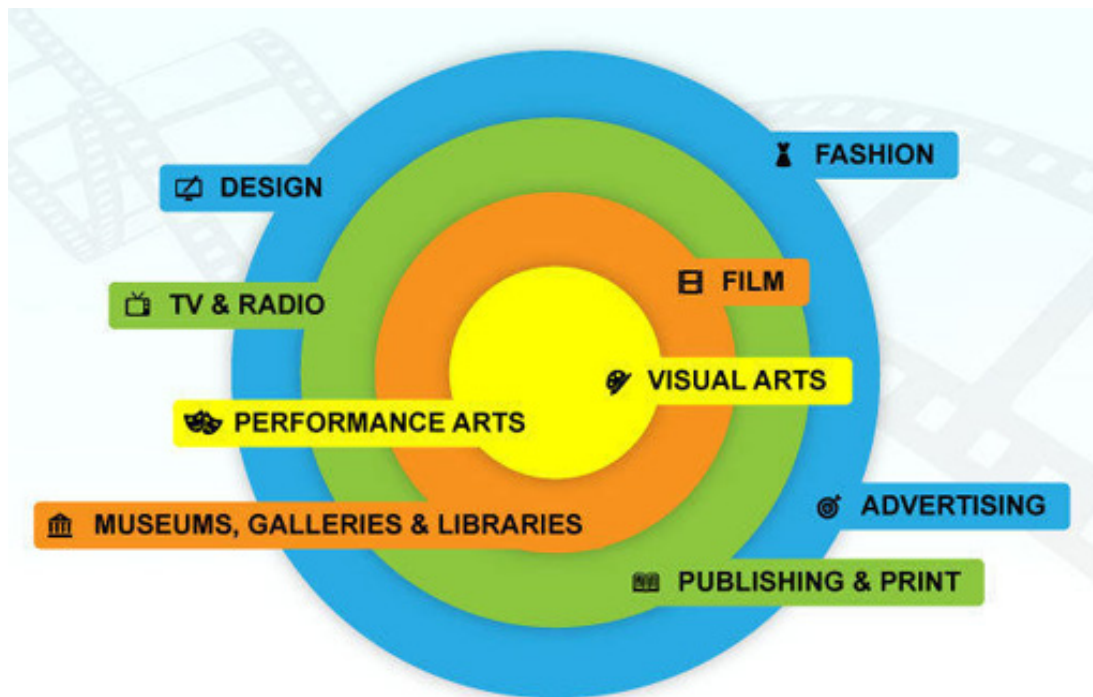 FASHION
DESIGN
FILM
TV & RADIO
VISUAL ARTS
PERFORMANCE ARTS
ADVERTISING
MUSEUMS, GALLERIES & LIBRARIES
PUBLISHING & PRINT